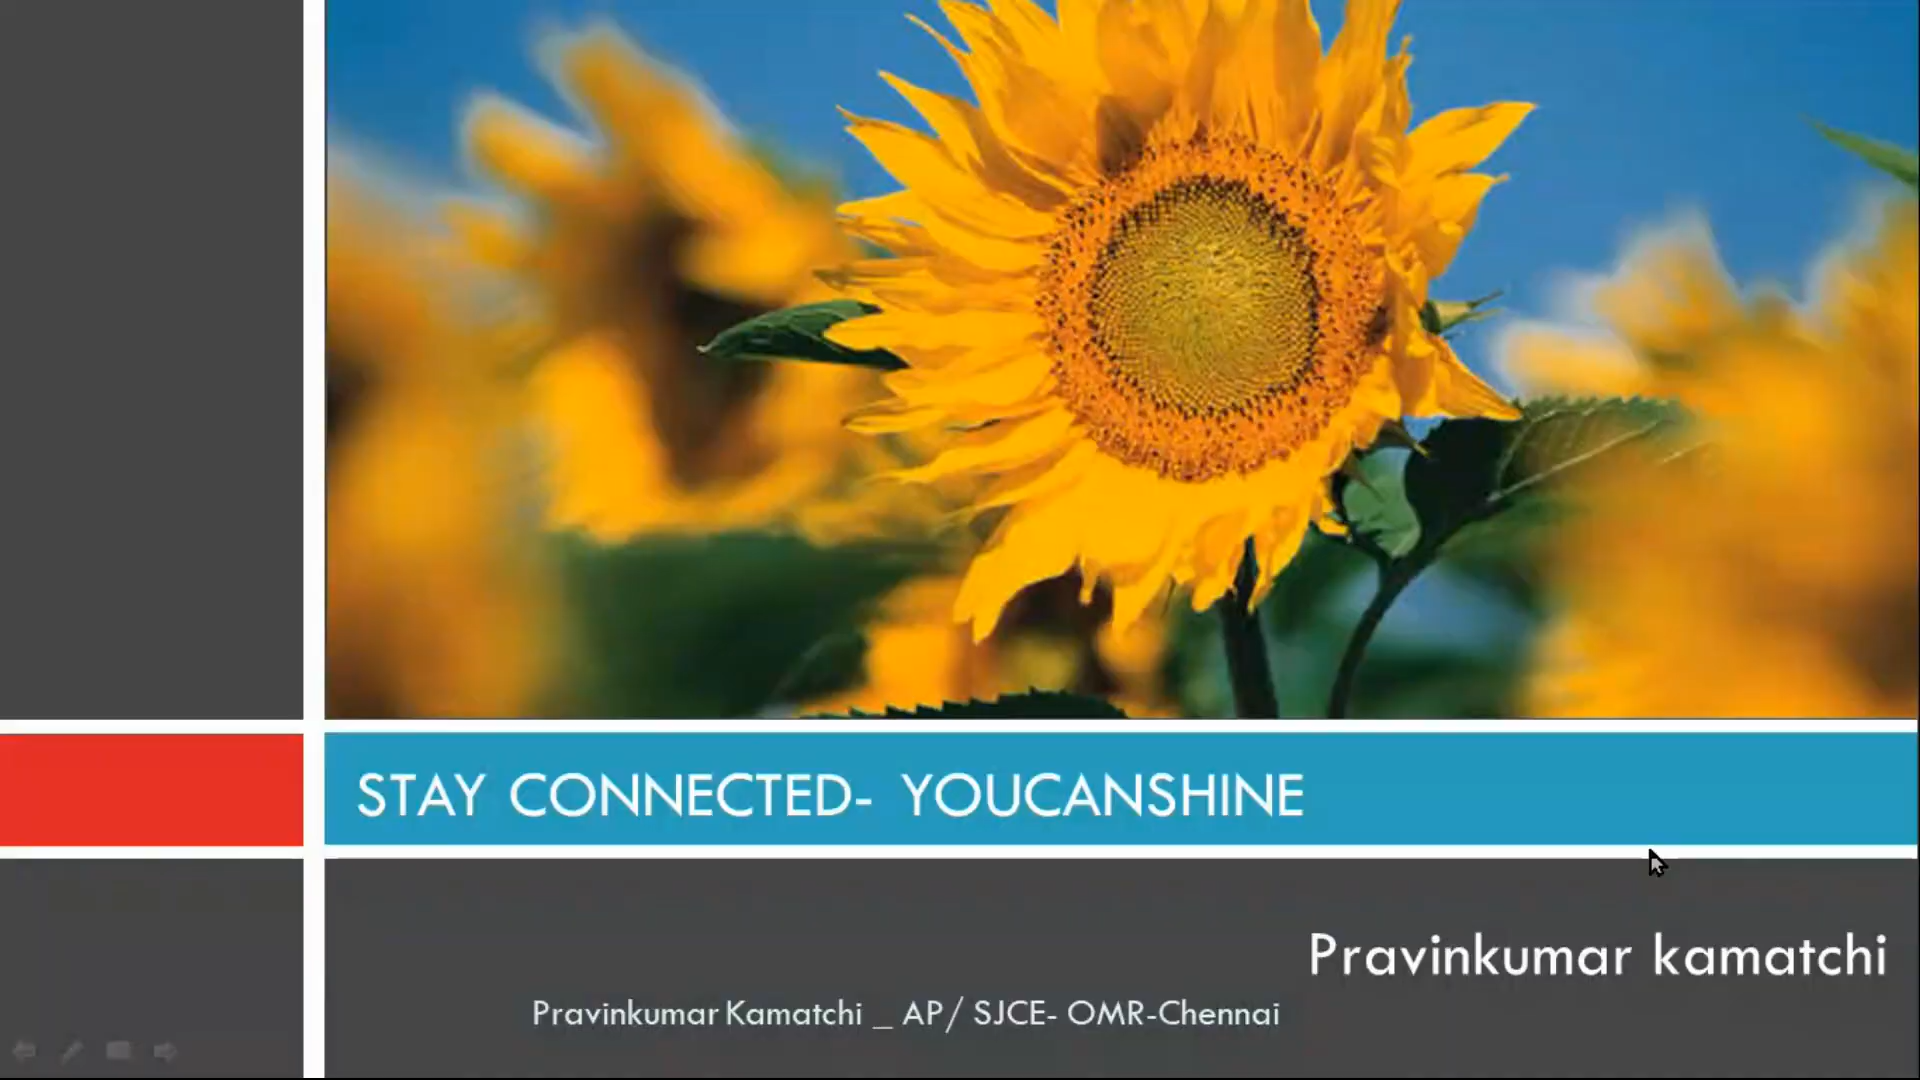 STAY CONNECTED- YOUCANSHINE
Pravinkumar kamatchi
Pravinkumar Kamatchi _ AP/ SJCE- OMR-Chennai